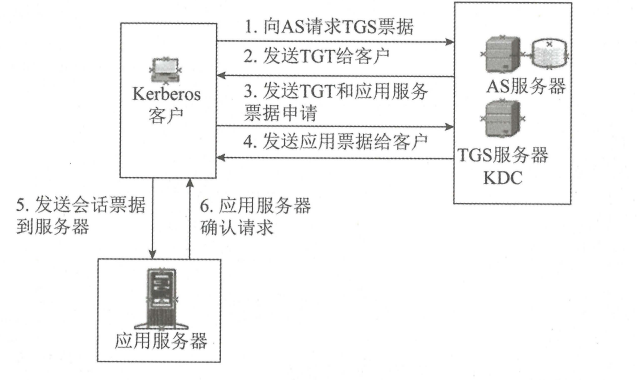 1. 向AS请求TGS票据
2. 发送TGT给客户
Kerberos
客户
3. 发送TGT和应用服务
票据申请
4. 发送应用票据给客户
AS服务器
TGS服务器
KDC
5. 发送会话票据
到服务器
6. 应用服务器
确认请求
应用服务器